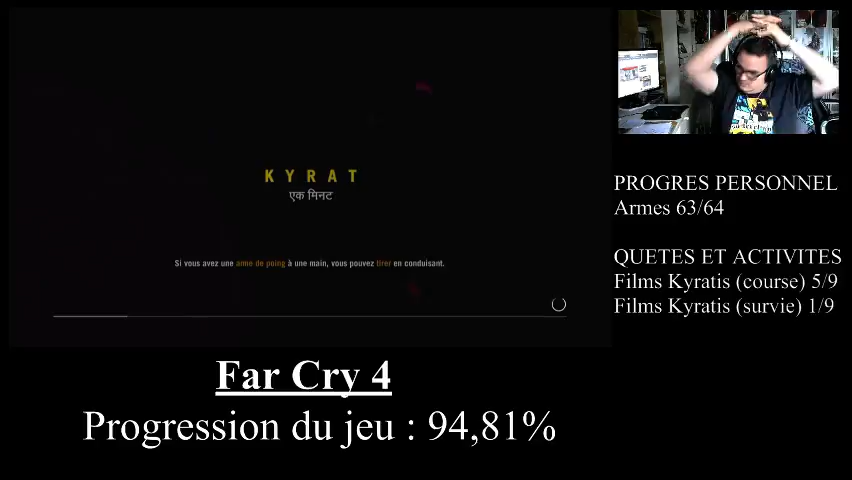 KYRAT
एक मिनट
Si vous avez une arme de poing à une main, vous pouvez tirer en conduisant.
PROGRES PERSONNEL
Armes 63/64
QUETES ET ACTIVITES
Films Kyratis (course) 5/9
Films Kyratis (survie) 1/9
Far Cry 4
Progression du jeu : 94,81%